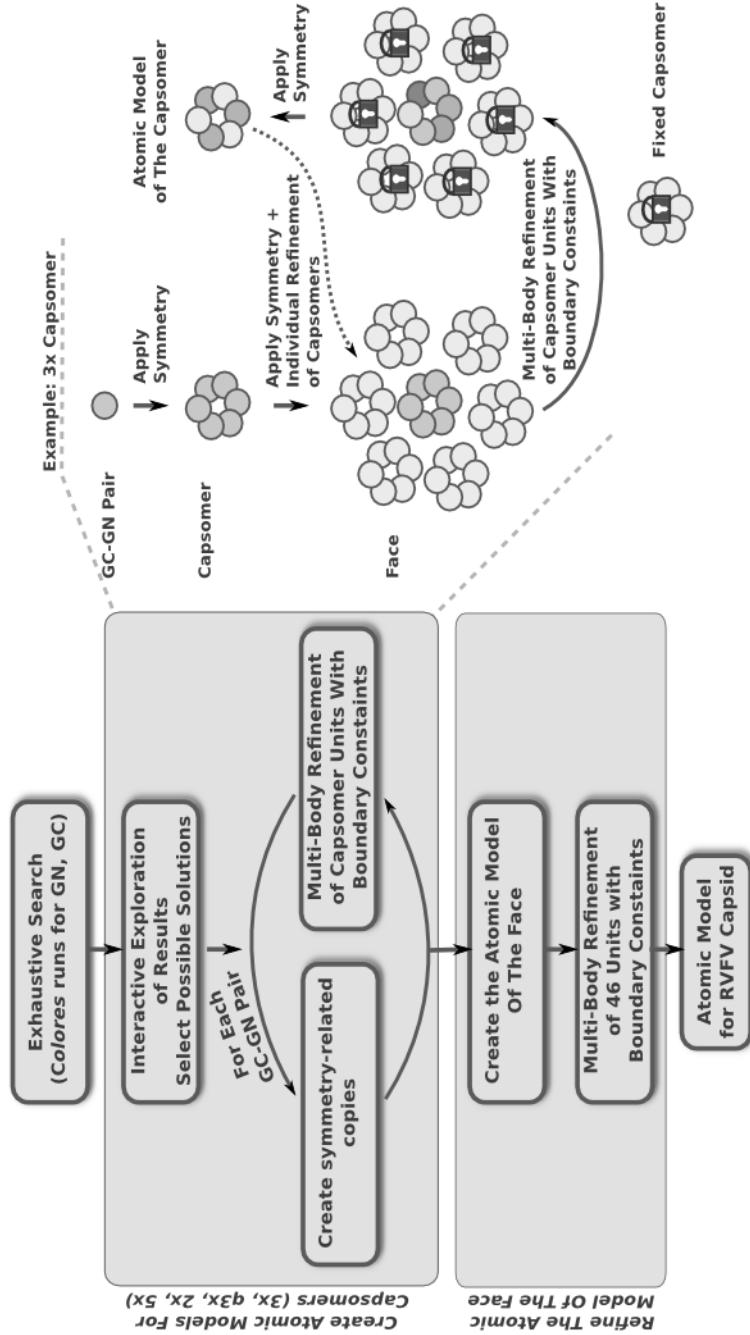 Exhaustive Search
(Colores runs for GN, GC)
Interactive Exploration
of Results
Select Possible Solutions
For Each
GC-GN Pair
Create symmetry-related
copies
Multi-Body Refinement
of Capsomer Units With
Boundary Constaints
Create Atomic Models For
Capsomers (3x, q3x, 2x, 5x)
Create the Atomic Model
Of The Face
Multi-Body Refinement
of 46 Units with
Boundary Constaints
Refine The Atomic
Model Of The Face
Atomic Model
for RVFV Capsid
Example: 3x Capsomer
GC-GN Pair
Apply
Symmetry
Capsomer
Apply Symmetry +
Individual Refinement
of Capsomers
Face
Multi-Body Refinement
of Capsomer Units With
Boundary Constaints
Atomic Model
of The Capsomer
Apply
Symmetry
Fixed Capsomer